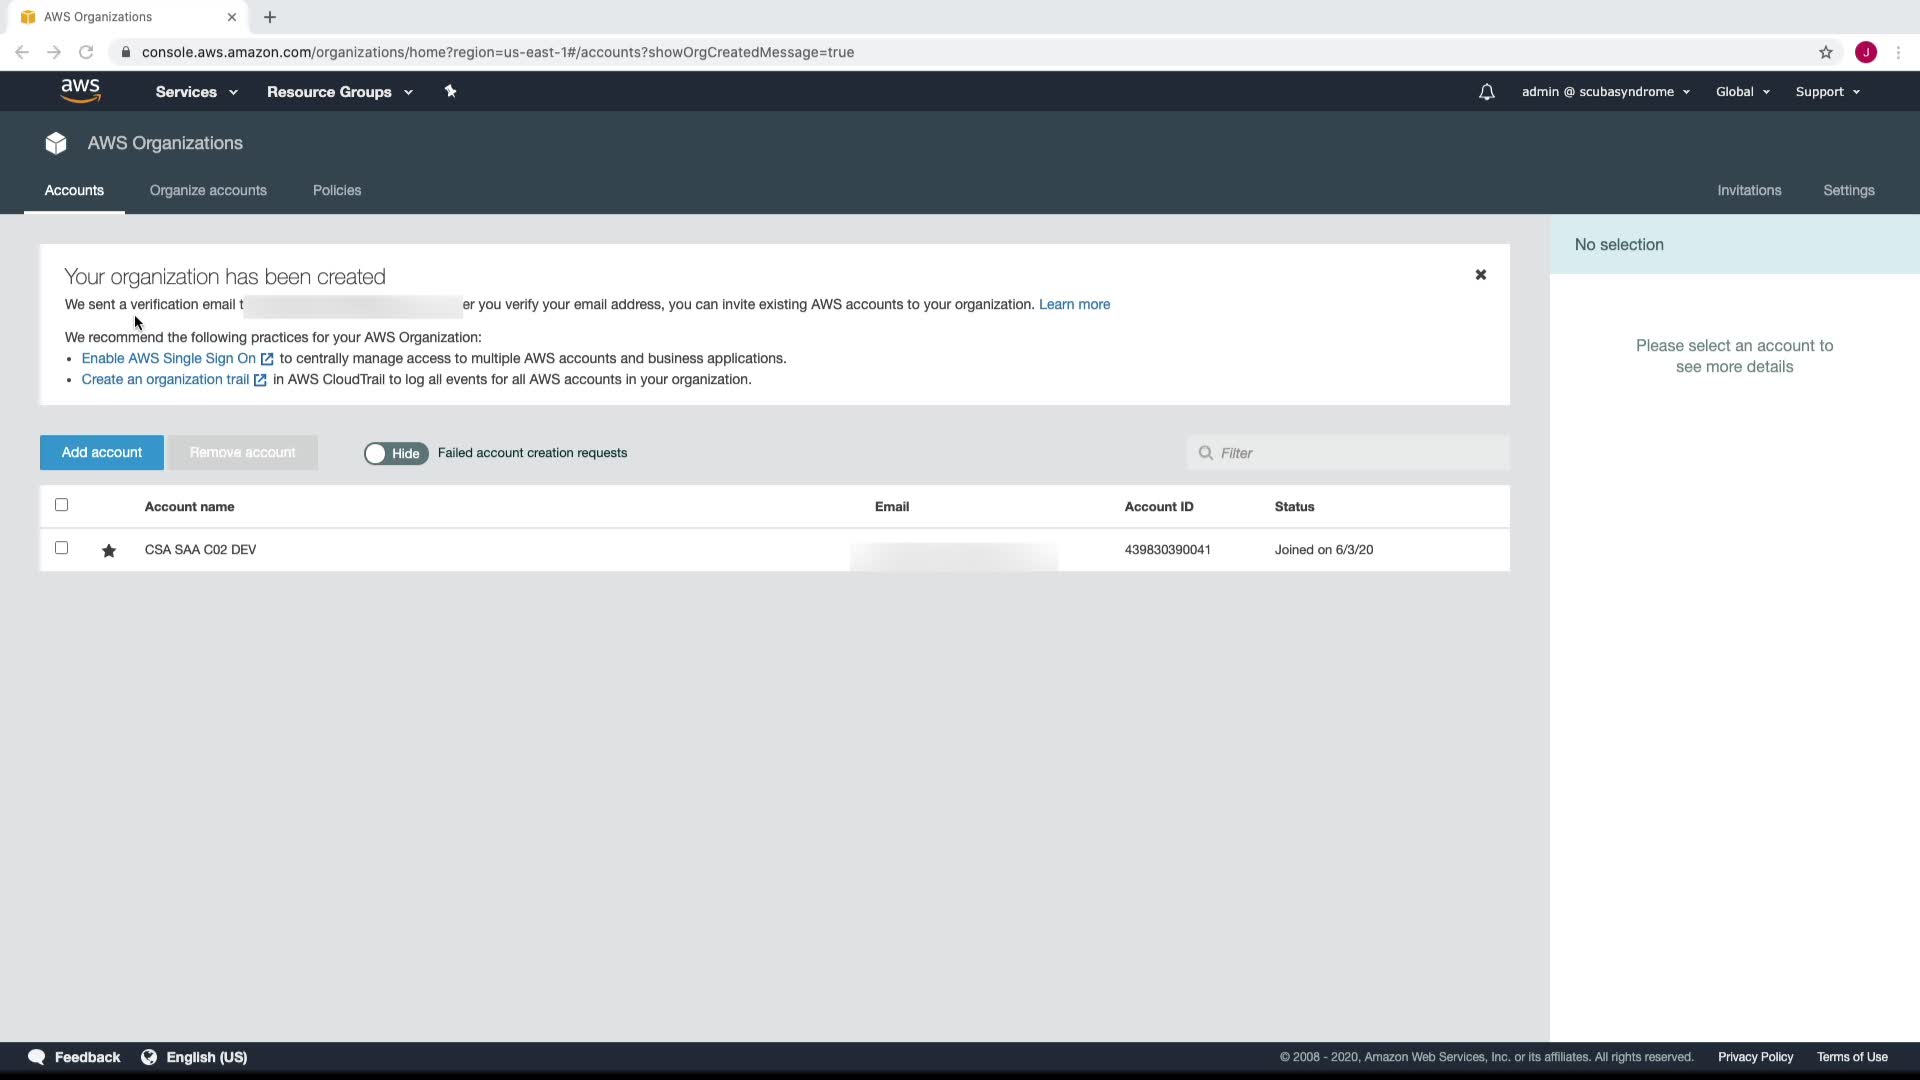 AWS Organizations
console.aws.amazon.com/organizations/home?region=us-east-1#/accounts?showOrgCreatedMessage=true
J
aws
Services
Resource Groups
admin @ scubasyndrome
Global
Support
AWS Organizations
Accounts
Organize accounts
Policies
Invitations
Settings
Your organization has been created
We sent a verification email t
er you verify your email address, you can invite existing AWS accounts to your organization. Learn more
We recommend the following practices for your AWS Organization:
• Enable AWS Single Sign On to centrally manage access to multiple AWS accounts and business applications.
• Create an organization trail in AWS CloudTrail to log all events for all AWS accounts in your organization.
No selection
Please select an account to
see more details
Add account
Remove account
Hide
Failed account creation requests
Filter
Account name
Email
Account ID
Status
CSA SAA C02 DEV
439830390041
Joined on 6/3/20
Feedback
English (US)
© 2008 - 2020, Amazon Web Services, Inc. or its affiliates. All rights reserved.
Privacy Policy
Terms of Use